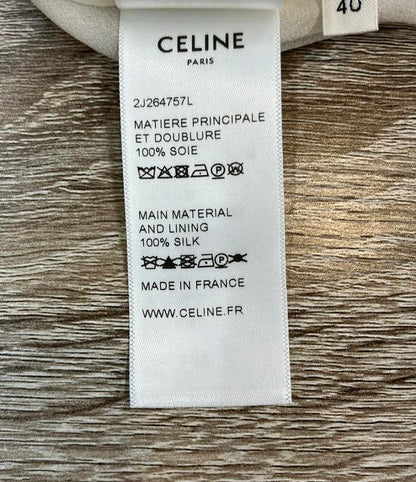 40
CELINE
PARIS
2J264757L
MATIERE PRINCIPALE
ET DOUBLURE
100% SOIE
MAIN MATERIAL
AND LINING
100% SILK
MADE IN FRANCE
WWW.CELINE.FR